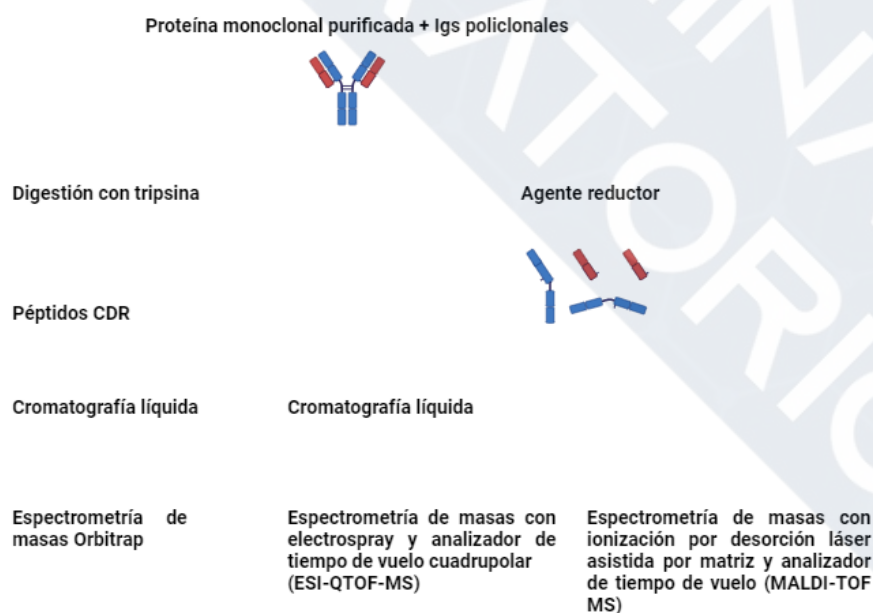 Proteína monoclonal purificada + Igs policlonales
Digestión con tripsina
Agente reductor
Péptidos CDR
Cromatografía líquida
Cromatografía líquida
Espectrometría de
masas Orbitrap
Espectrometría de masas con
electrospray y analizador de
tiempo de vuelo cuadrupolar
(ESI-QTOF-MS)
Espectrometría de masas con
ionización por desorción láser
asistida por matriz y analizador
de tiempo de vuelo (MALDI-TOF
MS)